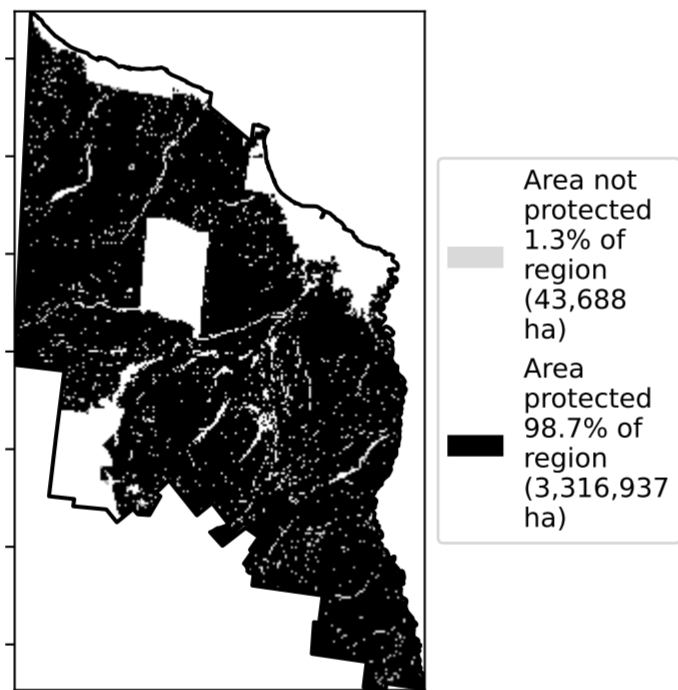 Area not
protected
1.3% of
region
(43,688
ha)
Area
protected
98.7% of
region
(3,316,937
ha)